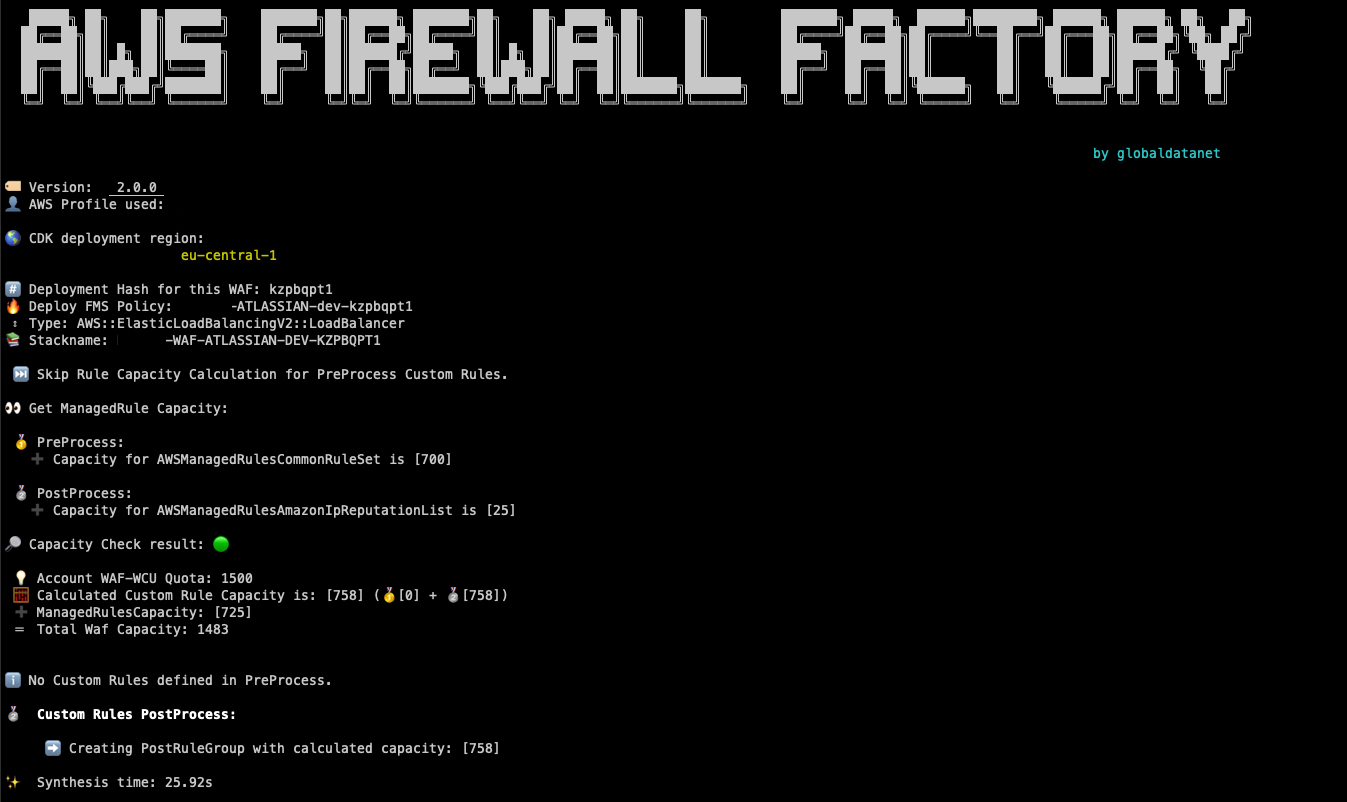 AWS FIREWALL FACTORY
by globaldatanet
Version: 2.0.0
AWS Profile used:
CDK deployment region:
eu-central-1
Deployment Hash for this WAF: kzpbqpt1
Deploy FMS Policy: -ATLASSIAN-dev-kzpbqpt1
Type: AWS::ElasticLoadBalancingV2::LoadBalancer
Stackname: -WAF-ATLASSIAN-DEV-KZPBQPT1
Skip Rule Capacity Calculation for PreProcess Custom Rules.
Get ManagedRule Capacity:
PreProcess:
➕ Capacity for AWSManagedRulesCommonRuleSet is [700]
PostProcess:
➕ Capacity for AWSManagedRulesAmazonIpReputationList is [25]
Capacity Check result:
Account WAF-WCU Quota: 1500
Calculated Custom Rule Capacity is: [758] (🥇[0] + 🥈[758])
➕ ManagedRulesCapacity: [725]
= Total Waf Capacity: 1483
No Custom Rules defined in PreProcess.
Custom Rules PostProcess:
Creating PostRuleGroup with calculated capacity: [758]
Synthesis time: 25.92s